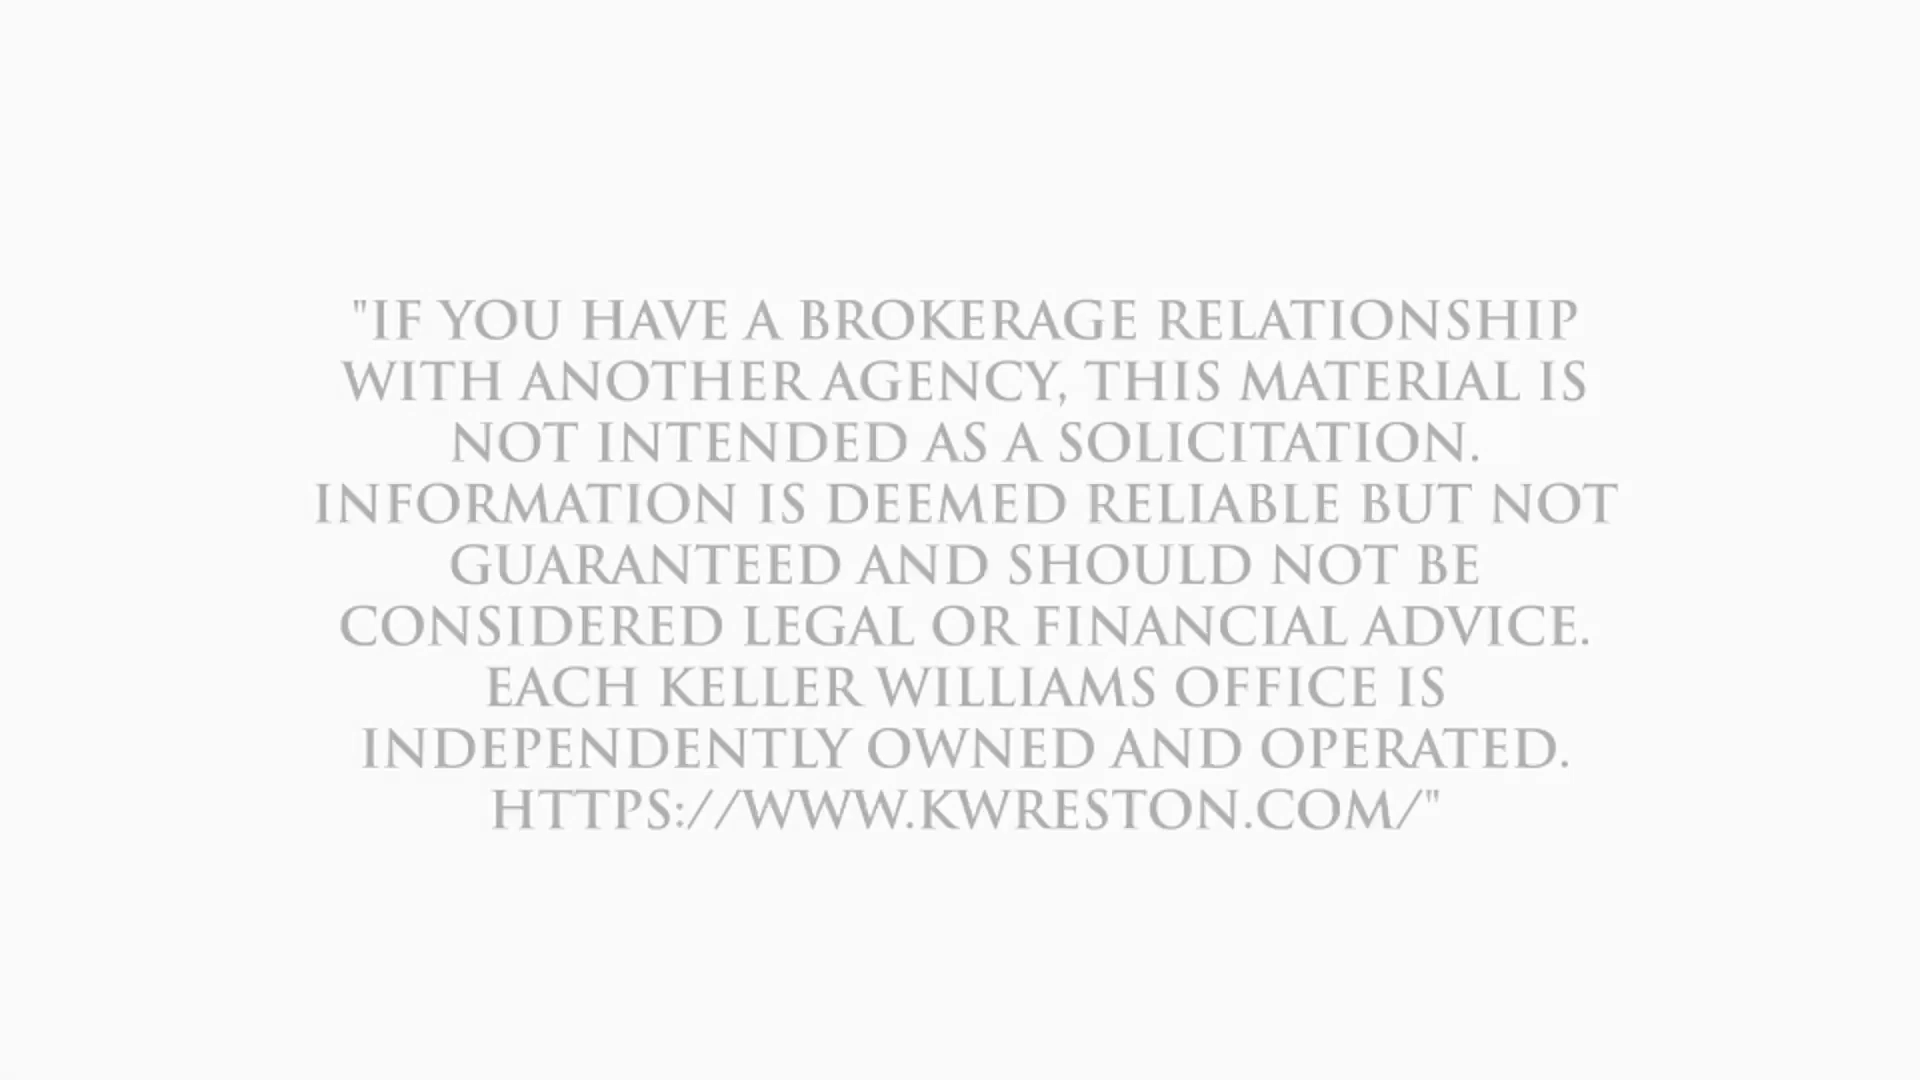 "IF YOU HAVE A BROKERAGE RELATIONSHIP
WITH ANOTHER AGENCY, THIS MATERIAL IS
NOT INTENDED AS A SOLICITATION.
INFORMATION IS DEEMED RELIABLE BUT NOT
GUARANTEED AND SHOULD NOT BE
CONSIDERED LEGAL OR FINANCIAL ADVICE.
EACH KELLER WILLIAMS OFFICE IS
INDEPENDENTLY OWNED AND OPERATED.
HTTPS://WWW.KWRESTON.COM/"